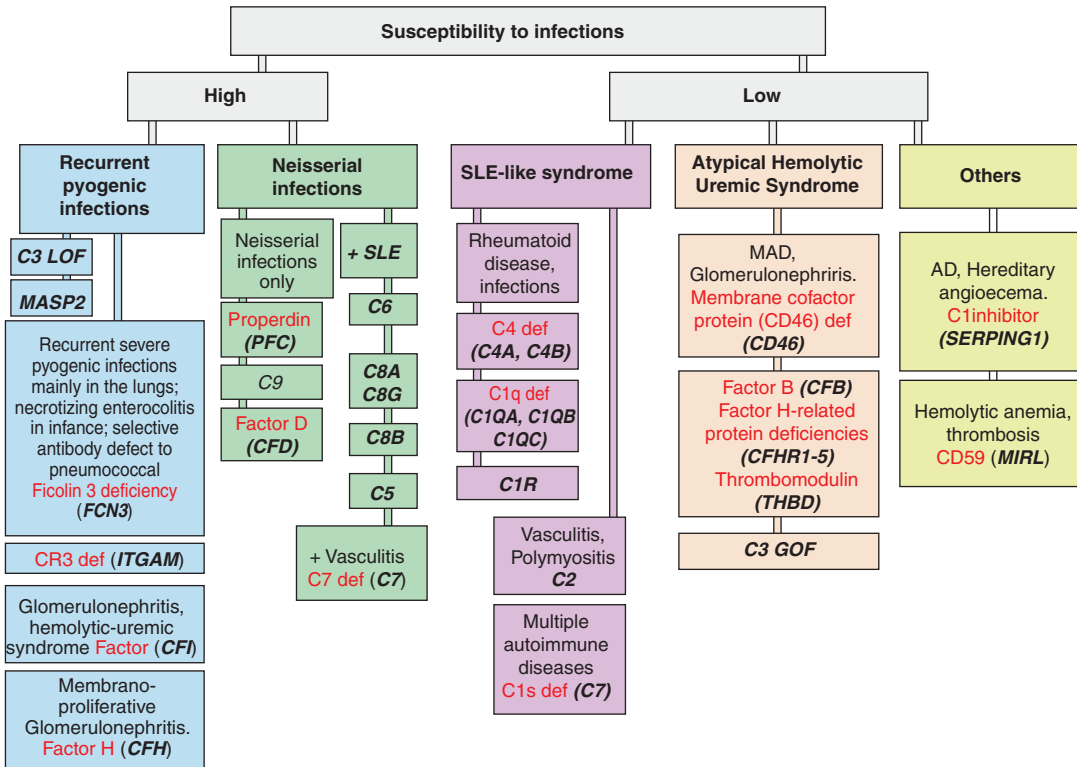 Susceptibility to infections
High
Low
Recurrent
pyogenic
infections
C3 LOF
MASP2
Recurrent severe
pyogenic infections
mainly in the lungs;
necrotizing enterocolitis
in infance; selective
antibody defect to
pneumococcal
Ficolin 3 deficiency
(FCN3)
CR3 def (ITGAM)
Glomerulonephritis,
hemolytic-uremic
syndrome Factor (CFI)
Membrano-
proliferative
Glomerulonephritis.
Factor H (CFH)
Neisserial
infections
Neisserial
infections
only
Properdin
(PFC)
C9
Factor D
(CFD)
+ SLE
C6
C8A
C8G
C8B
C5
+ Vasculitis
C7 def (C7)
SLE-like syndrome
Rheumatoid
disease,
infections
C4 def
(C4A, C4B)
C1q def
(C1QA, C1QB
C1QC)
C1R
Vasculitis,
Polymyositis
C2
Multiple
autoimmune
diseases
C1s def (C7)
Atypical Hemolytic
Uremic Syndrome
MAD,
Glomerulonephriris.
Membrane cofactor
protein (CD46) def
(CD46)
Factor B (CFB)
Factor H-related
protein deficiencies
(CFHR1-5)
Thrombomodulin
(THBD)
C3 GOF
Others
AD, Hereditary
angioecema.
C1inhibitor
(SERPING1)
Hemolytic anemia,
thrombosis
CD59 (MIRL)